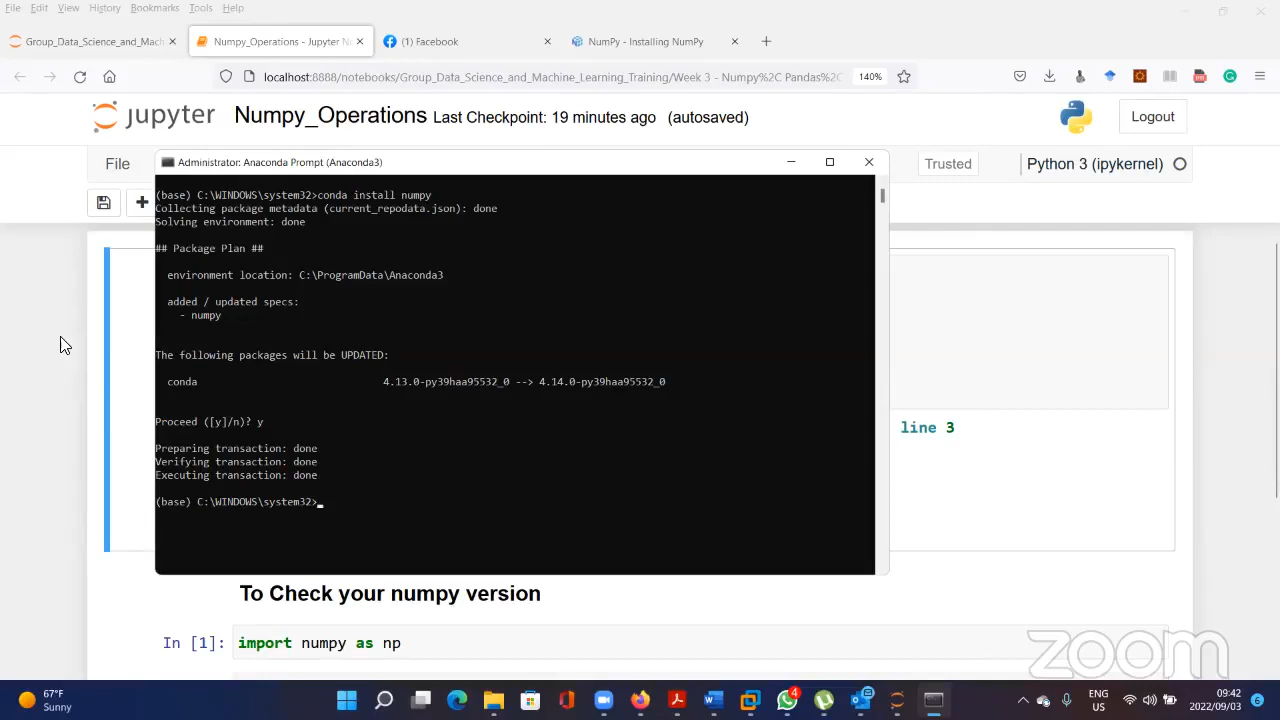 File Edit View History Bookmarks Tools Help
Group_Data_Science_and_Mach
Numpy_Operations - Jupyter N
(1) Facebook
NumPy - Installing NumPy
localhost:8888/notebooks/Group_Data_Science_and_Machine_Learning_Training/Week 3 - Numpy%2C Pandas%2C
140%
jupyter Numpy_Operations Last Checkpoint: 19 minutes ago (autosaved)
Logout
File
Trusted
Python 3 (ipykernel)
Administrator: Anaconda Prompt (Anaconda3)
(base) C:\WINDOWS\system32>conda install numpy
Collecting package metadata (current_repodata.json): done
Solving environment: done
## Package Plan ##
environment location: C:\ProgramData\Anaconda3
added / updated specs:
- numpy
The following packages will be UPDATED:
conda 4.13.0-py39haa95532_0 --> 4.14.0-py39haa95532_0
Proceed ([y]/n)? y
Preparing transaction: done
Verifying transaction: done
Executing transaction: done
(base) C:\WINDOWS\system32>
line 3
To Check your numpy version
In [1]: import numpy as np
zoom
67°F
Sunny
4
ENG
US
09:42
2022/09/03
6